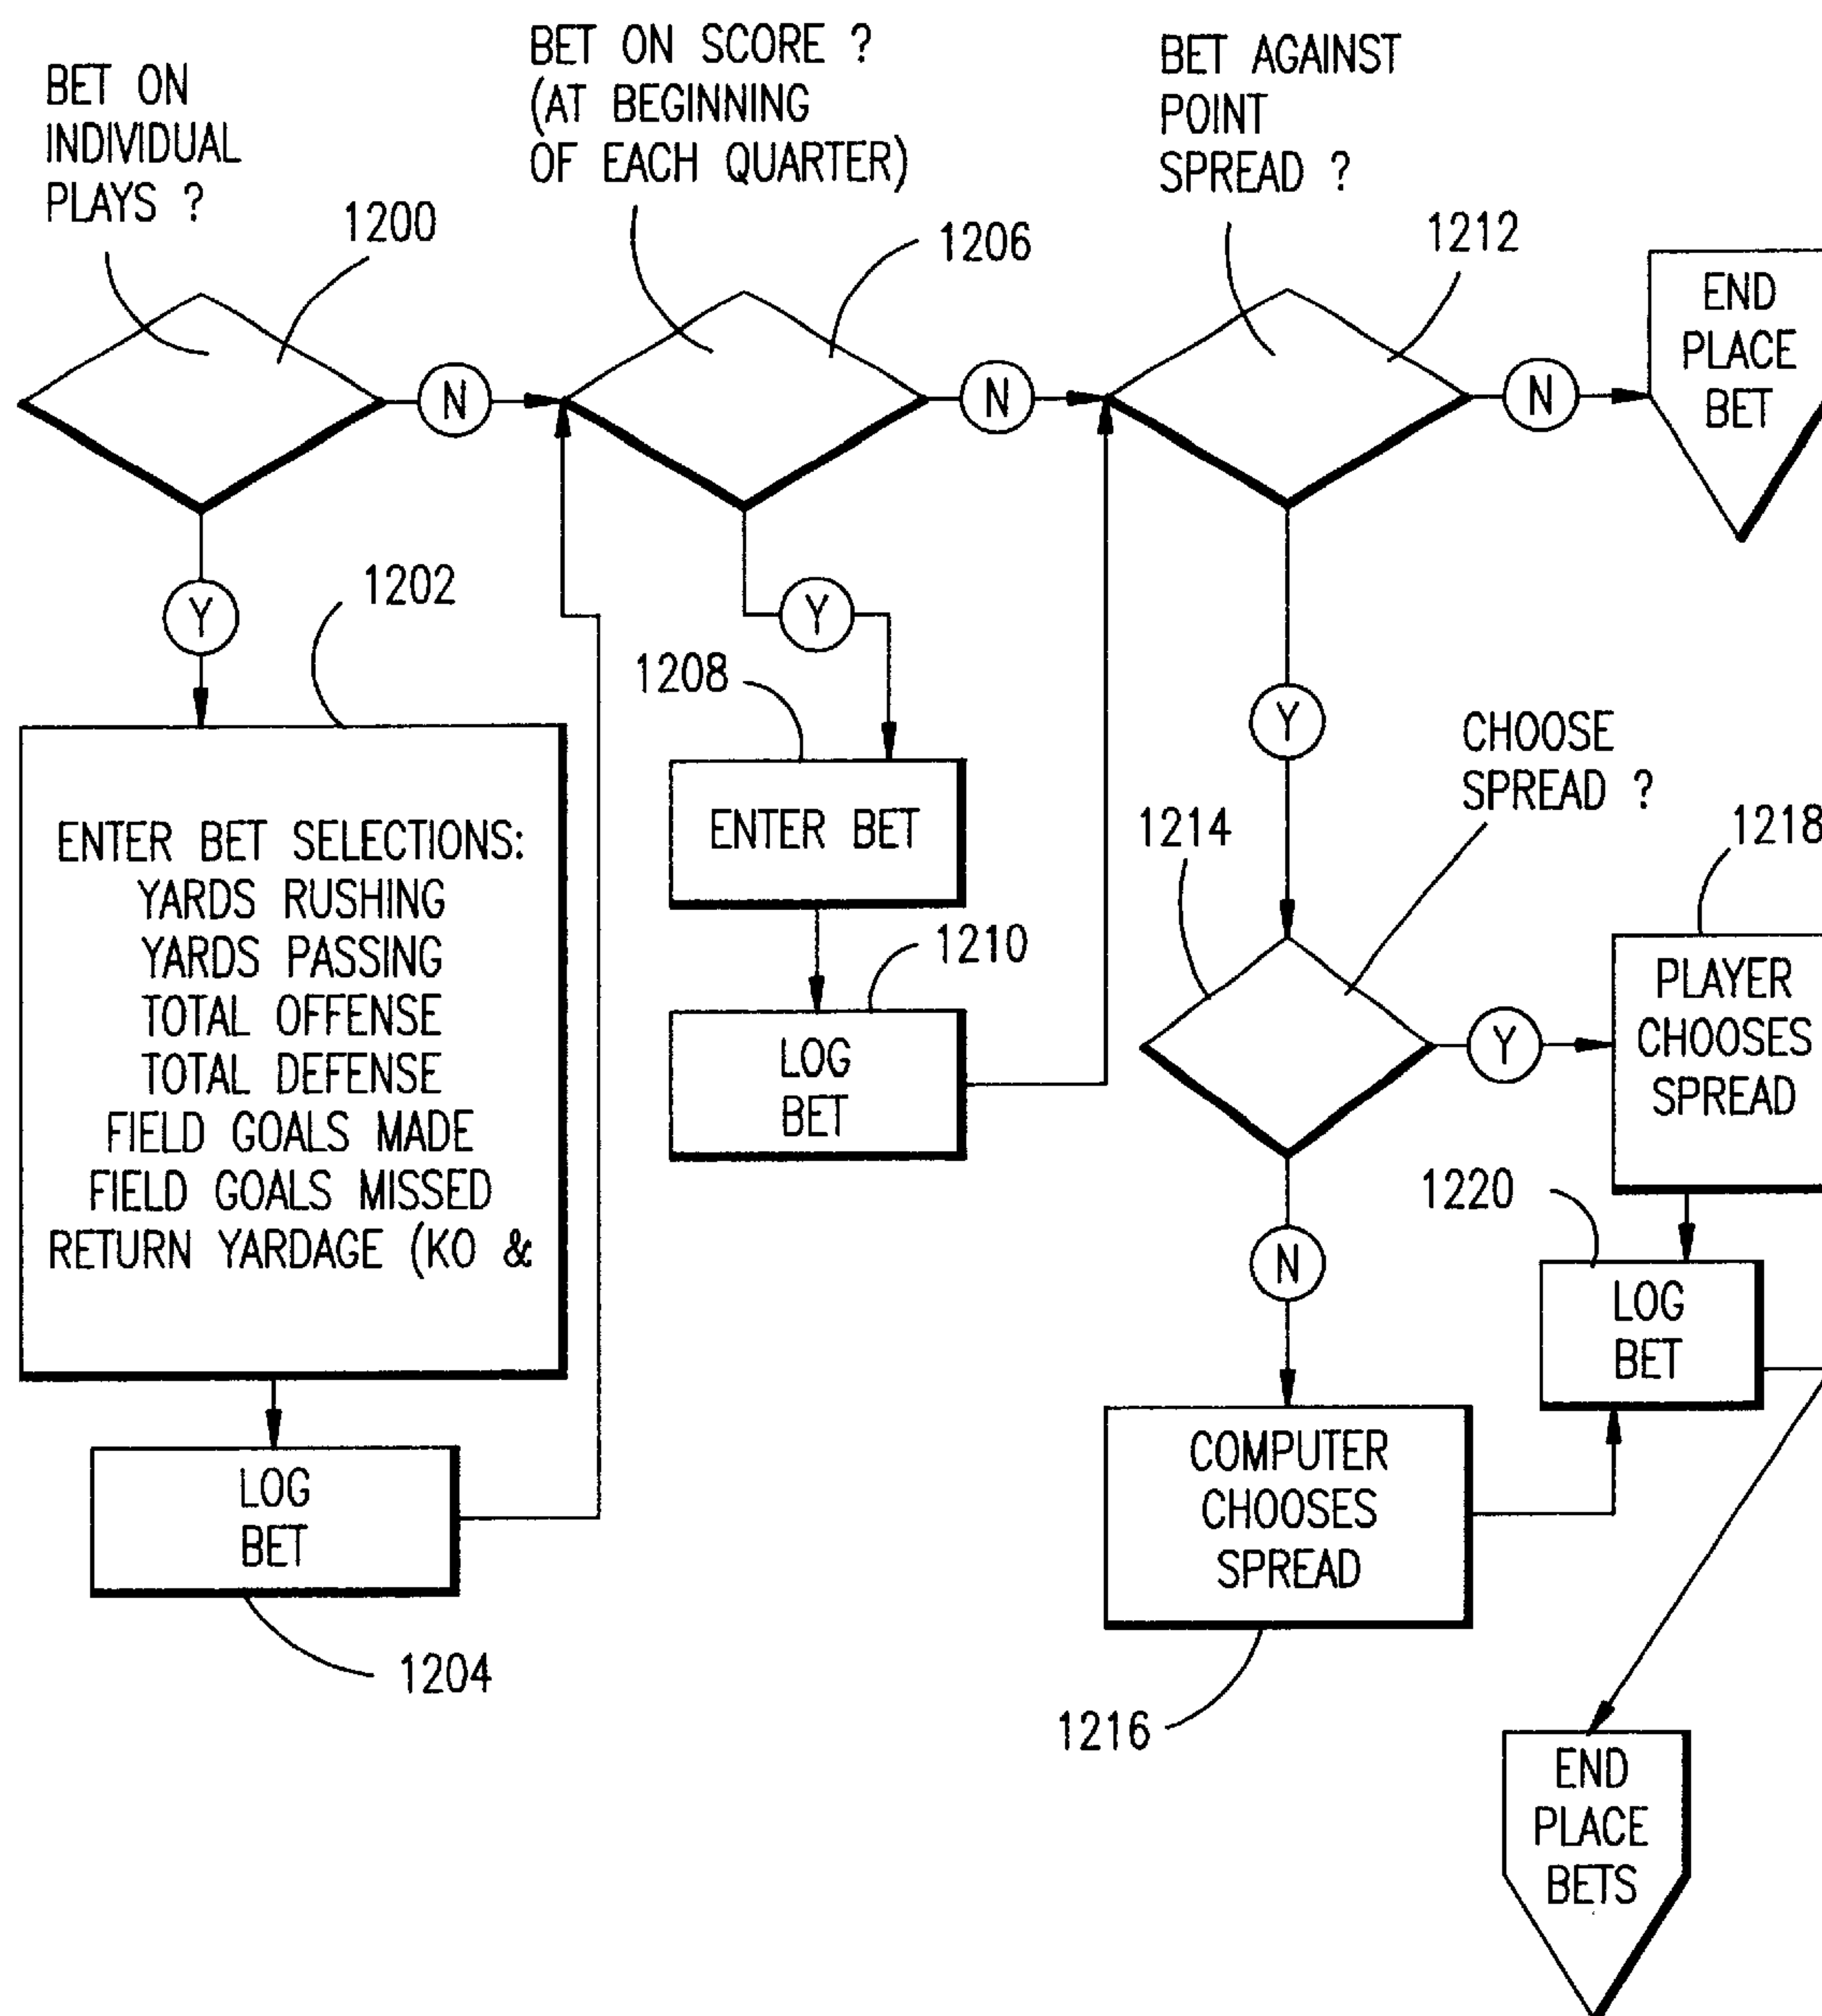 BET ON
INDIVIDUAL
PLAYS ?
1200
BET ON SCORE ?
(AT BEGINNING
OF EACH QUARTER)
1206
BET AGAINST
POINT
SPREAD ?
1212
N
N
N
END
PLACE
BET
Y
1202
ENTER BET SELECTIONS:
YARDS RUSHING
YARDS PASSING
TOTAL OFFENSE
TOTAL DEFENSE
FIELD GOALS MADE
FIELD GOALS MISSED
RETURN YARDAGE (KO &
LOG
BET
1204
Y
1208
ENTER BET
1210
LOG
BET
Y
CHOOSE
SPREAD ?
1214
Y
1218
PLAYER
CHOOSES
SPREAD
N
1220
LOG
BET
COMPUTER
CHOOSES
SPREAD
1216
END
PLACE
BETS